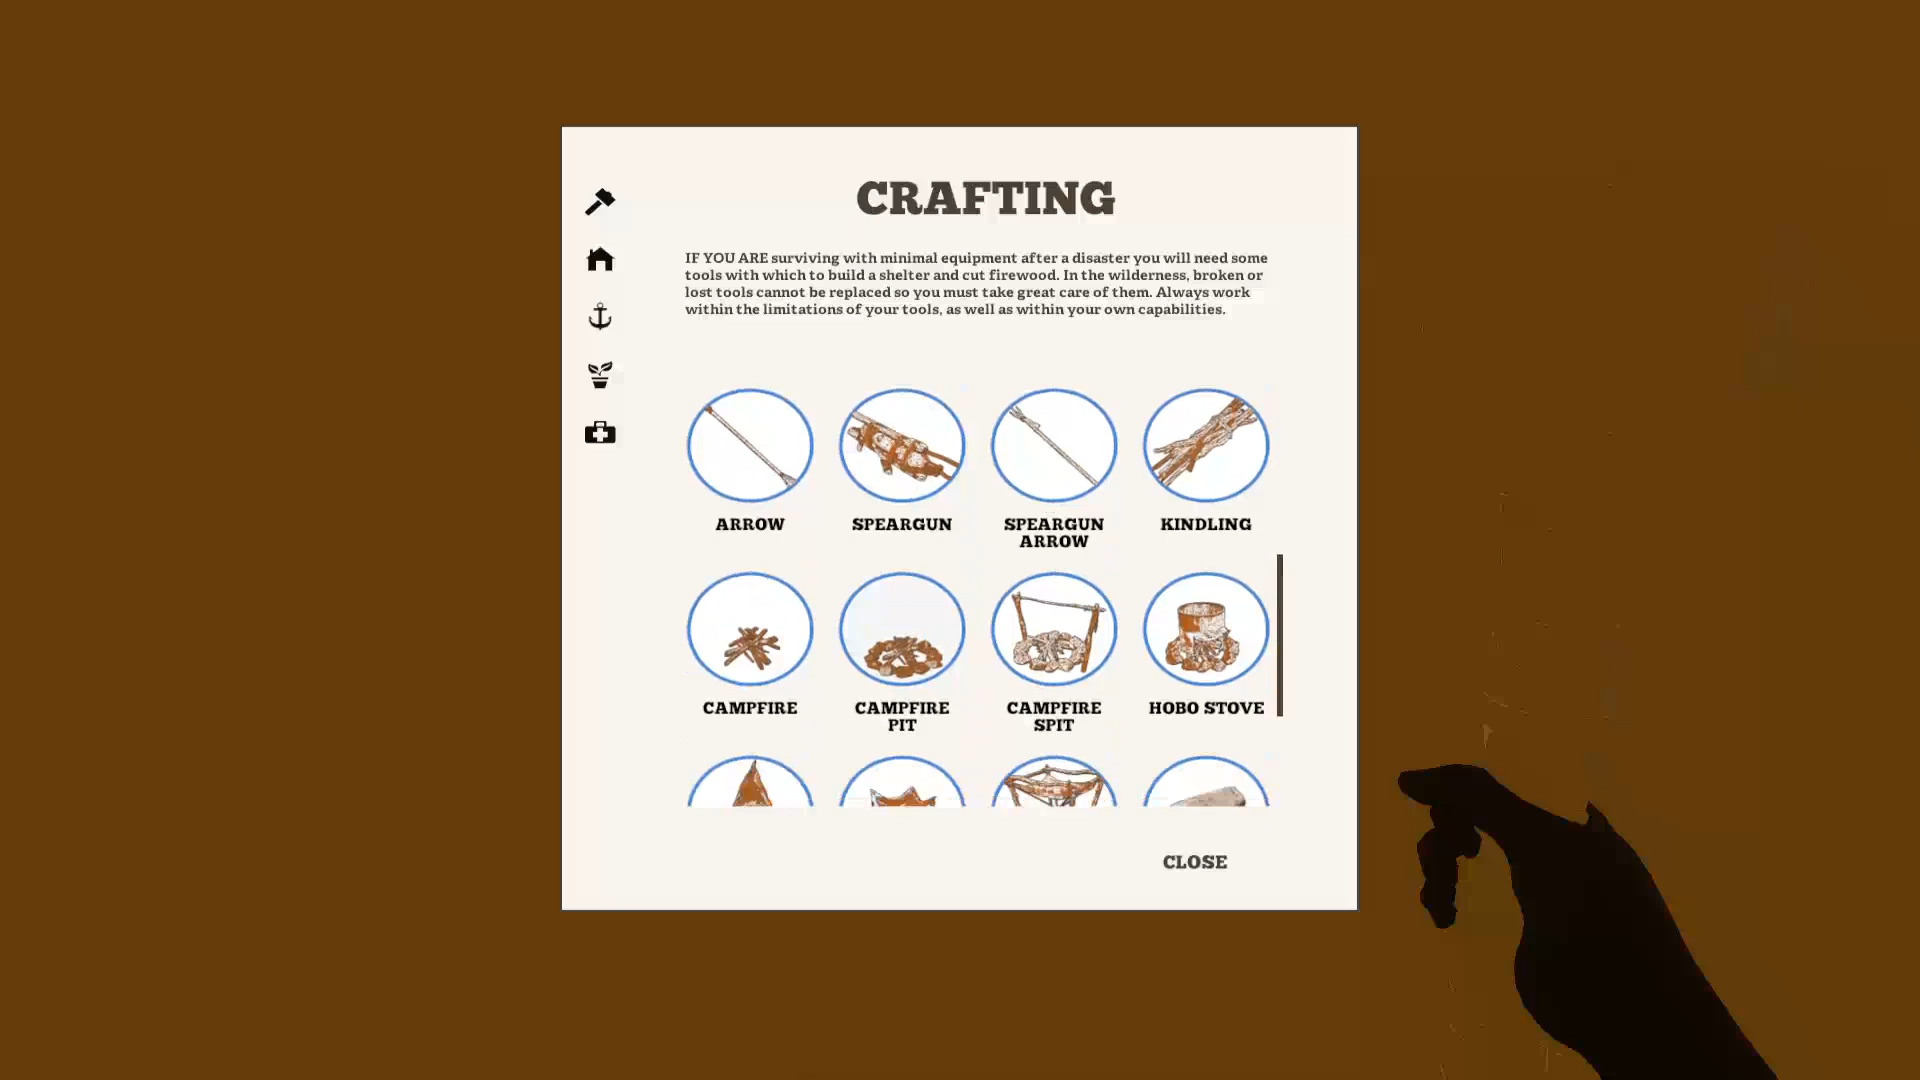 CRAFTING
IF YOU ARE surviving with minimal equipment after a disaster you will need some
tools with which to build a shelter and cut firewood. In the wilderness, broken or
lost tools cannot be replaced so you must take great care of them. Always work
within the limitations of your tools, as well as within your own capabilities.
ARROW
SPEARGUN
SPEARGUN
ARROW
KINDLING
CAMPFIRE
CAMPFIRE
PIT
CAMPFIRE
SPIT
HOBO STOVE
CLOSE